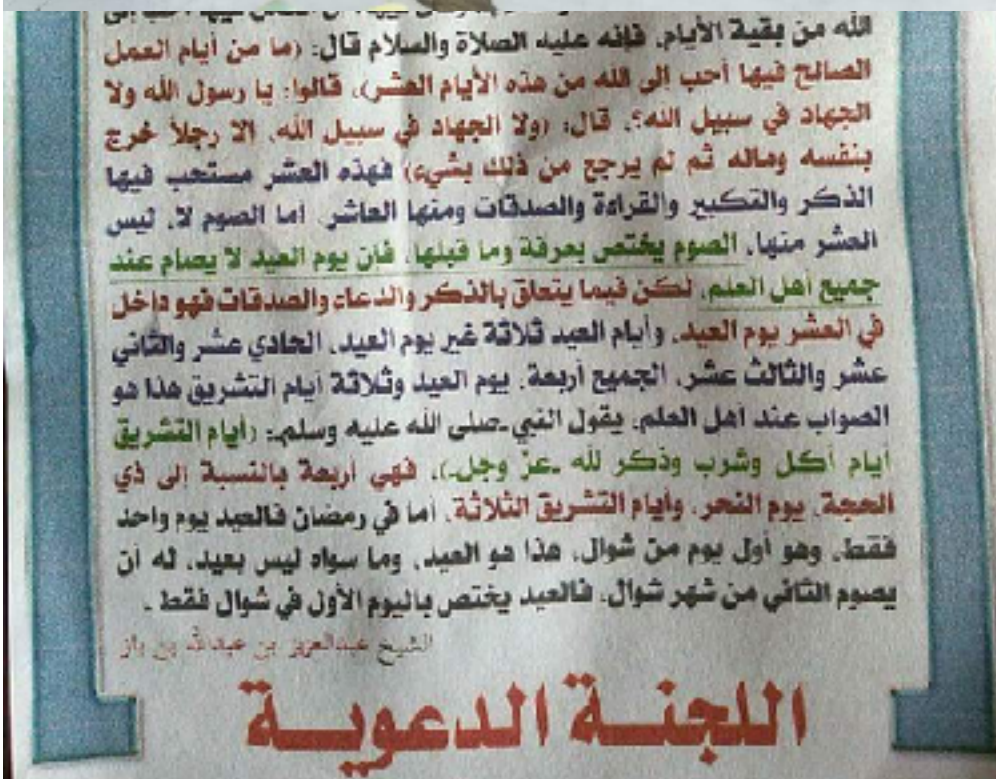 الله من بقية الأيام. فإنه عليه الصلاة والسلام قال: (ما من أيام العمل
الصالح فيها أحب إلى الله من هذه الأيام العشر). قالوا: يا رسول الله ولا
الجهاد في سبيل الله؟. قال: (ولا الجهاد في سبيل الله. إلا رجلاً خرج
بنفسه وماله ثم لم يرجع من ذلك بشيء) فهذه العشر مستحب فيها
الذكر والتكبير والقراءة والصدقات ومنها العاشر. أما الصوم لا. ليس
العشر منها. الصوم يختص بعرفة وما قبلها. فإن يوم العيد لا يصام عند
جميع أهل العلم. لكن فيما يتعلق بالذكر والدعاء والصدقات فهو داخل
في العشر يوم العيد. وأيام العيد ثلاثة غير يوم العيد. الحادي عشر والثاني
عشر والثالث عشر. الجميع أربعة. يوم العيد وثلاثة أيام التشريق هذا هو
الصواب عند أهل العلم. يقول النبي -صلى الله عليه وسلم-: (أيام التشريق
أيام أكل وشرب وذكر لله -عز وجل-). فهي أربعة بالنسبة إلى ذي
الحجة. يوم النحر. وأيام التشريق الثلاثة. أما في رمضان فالعيد يوم واحد
فقط. وهو أول يوم من شوال. هذا هو العيد. وما سواه ليس بعيد. له أن
يصوم الثاني من شهر شوال. فالعيد يختص باليوم الأول في شوال فقط .
الشيخ عبدالعزيز بن عبدالله بن باز
اللجنة الدعوية